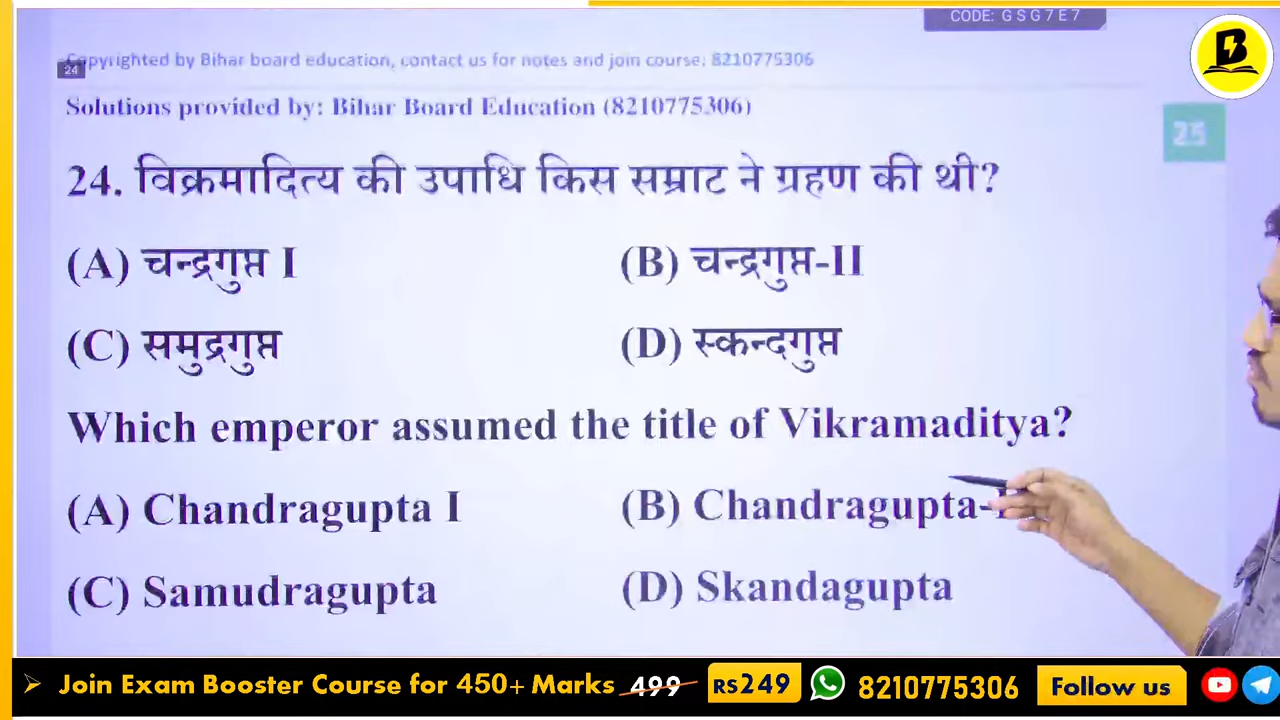 CODE: G S G 7 E 7
Copyrighted by Bihar board education, contact us for notes and join course: 8210775306
24
Solutions provided by: Bihar Board Education (8210775306)
25
24. विक्रमादित्य की उपाधि किस सम्राट ने ग्रहण की थी?
(A) चन्द्रगुप्त I (B) चन्द्रगुप्त-II
(C) समुद्रगुप्त (D) स्कन्दगुप्त
Which emperor assumed the title of Vikramaditya?
(A) Chandragupta I (B) Chandragupta-
(C) Samudragupta (D) Skandagupta
Join Exam Booster Course for 450+ Marks 499 RS249 8210775306 Follow us